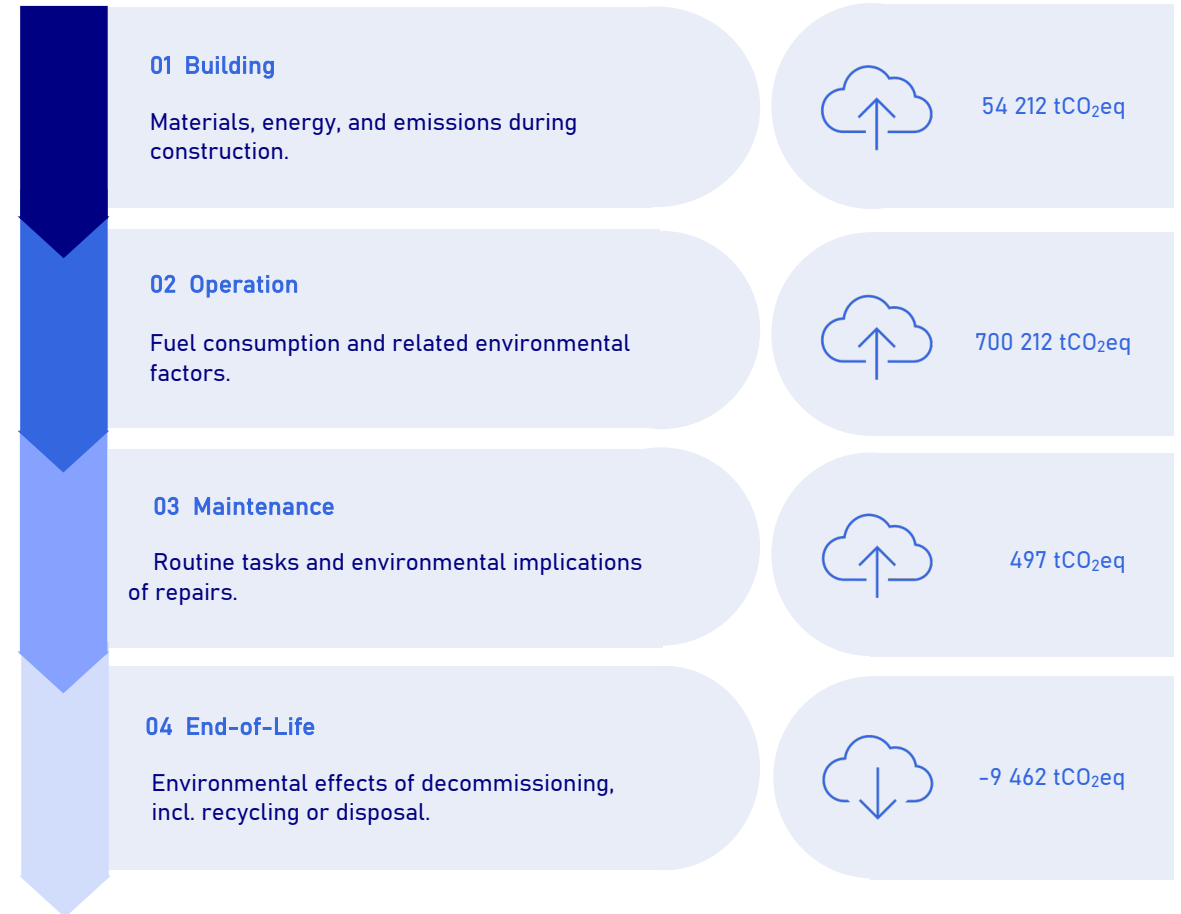 01 Building
Materials, energy, and emissions during
construction.
54 212 tCO₂eq
02 Operation
Fuel consumption and related environmental
factors.
700 212 tCO₂eq
03 Maintenance
Routine tasks and environmental implications
of repairs.
497 tCO₂eq
04 End-of-Life
Environmental effects of decommissioning,
incl. recycling or disposal.
-9 462 tCO₂eq